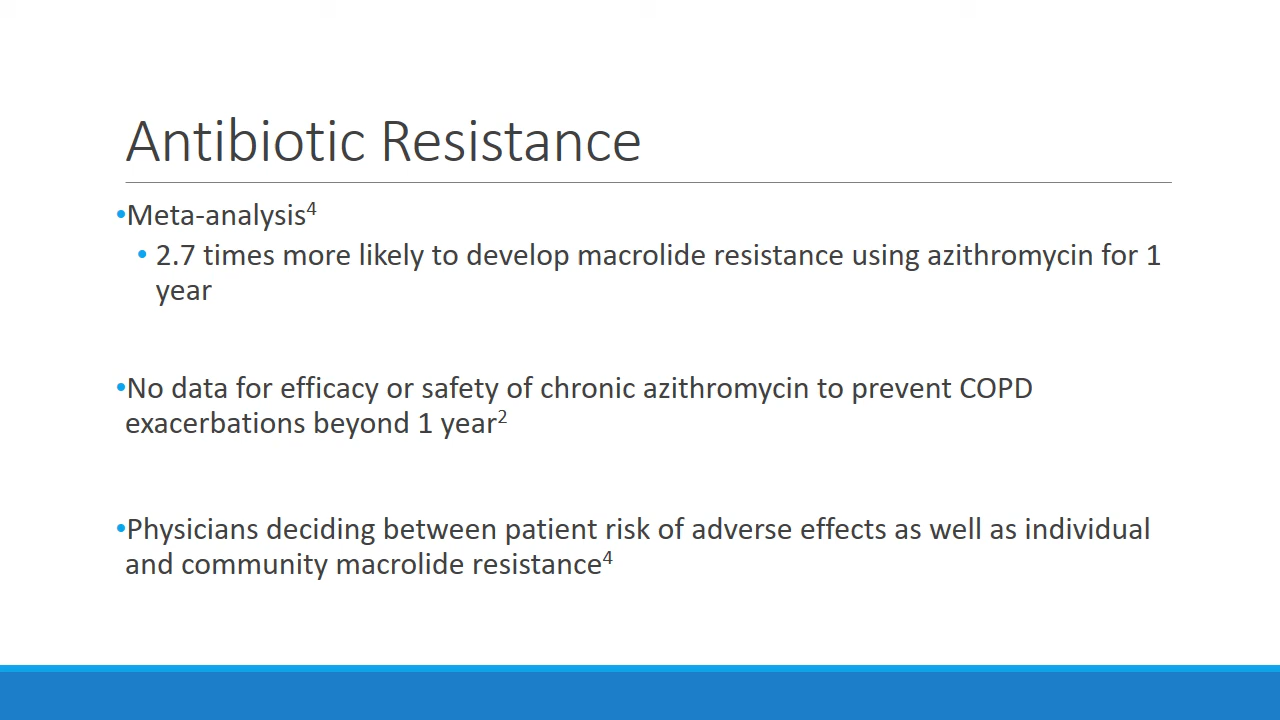 Antibiotic Resistance
•Meta-analysis⁴
• 2.7 times more likely to develop macrolide resistance using azithromycin for 1
year
•No data for efficacy or safety of chronic azithromycin to prevent COPD
exacerbations beyond 1 year²
•Physicians deciding between patient risk of adverse effects as well as individual
and community macrolide resistance⁴